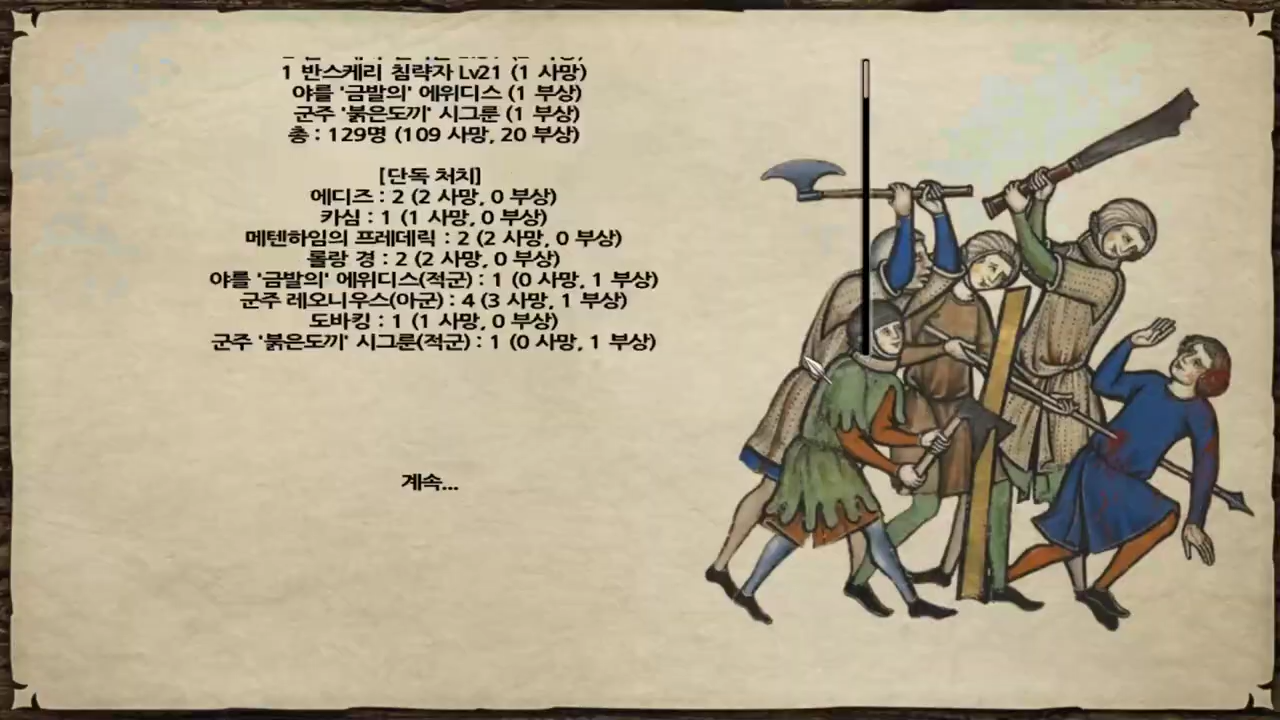 1 반스케리 침략자 Lv21 (1 사망)
야를 '금발의' 에위디스 (1 부상)
군주 '붉은도끼' 시그룬 (1 부상)
총 : 129명 (109 사망, 20 부상)
[단독 처치]
에디즈 : 2 (2 사망, 0 부상)
카심 : 1 (1 사망, 0 부상)
메텐하임의 프레데릭 : 2 (2 사망, 0 부상)
롤랑 경 : 2 (2 사망, 0 부상)
야를 '금발의' 에위디스(적군) : 1 (0 사망, 1 부상)
군주 레오니우스(아군) : 4 (3 사망, 1 부상)
도바킹 : 1 (1 사망, 0 부상)
군주 '붉은도끼' 시그룬(적군) : 1 (0 사망, 1 부상)
계속...